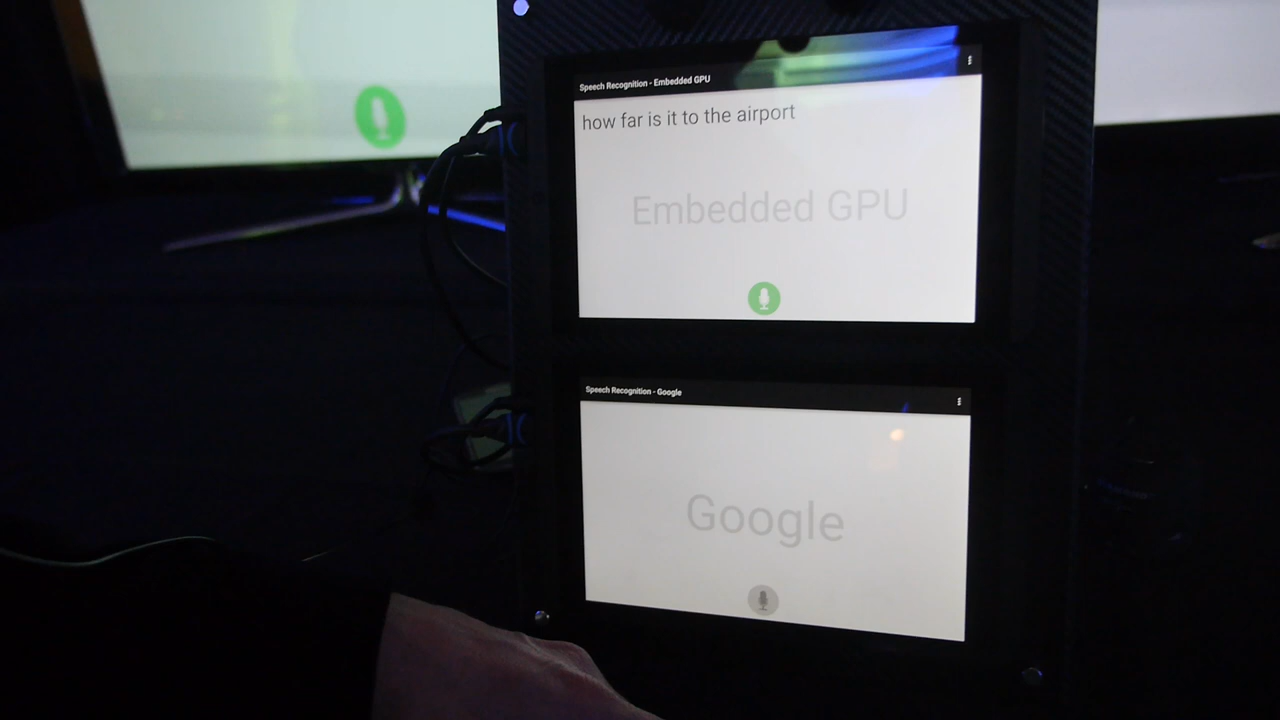 Speech Recognition - Embedded GPU
how far is it to the airport
Embedded GPU
Speech Recognition - Google
Google